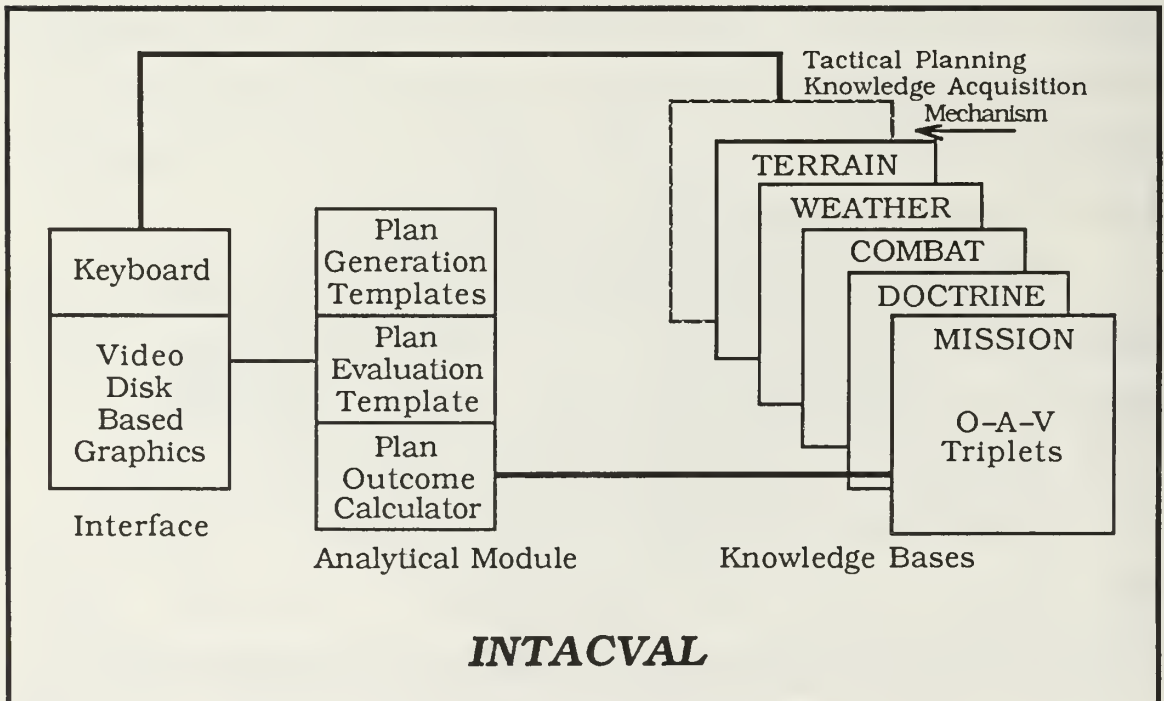 Tactical Planning
Knowledge Acquisition
Mechanism
TERRAIN
WEATHER
COMBAT
DOCTRINE
MISSION
O-A-V
Triplets
Knowledge Bases
Keyboard
Video
Disk
Based
Graphics
Interface
Plan
Generation
Templates
Plan
Evaluation
Template
Plan
Outcome
Calculator
Analytical Module
INTACVAL